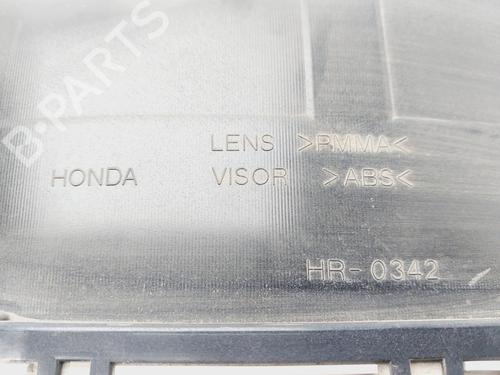 B-PARTS
LENS >PMMA<
HONDA VISOR >ABS<
HR-0342